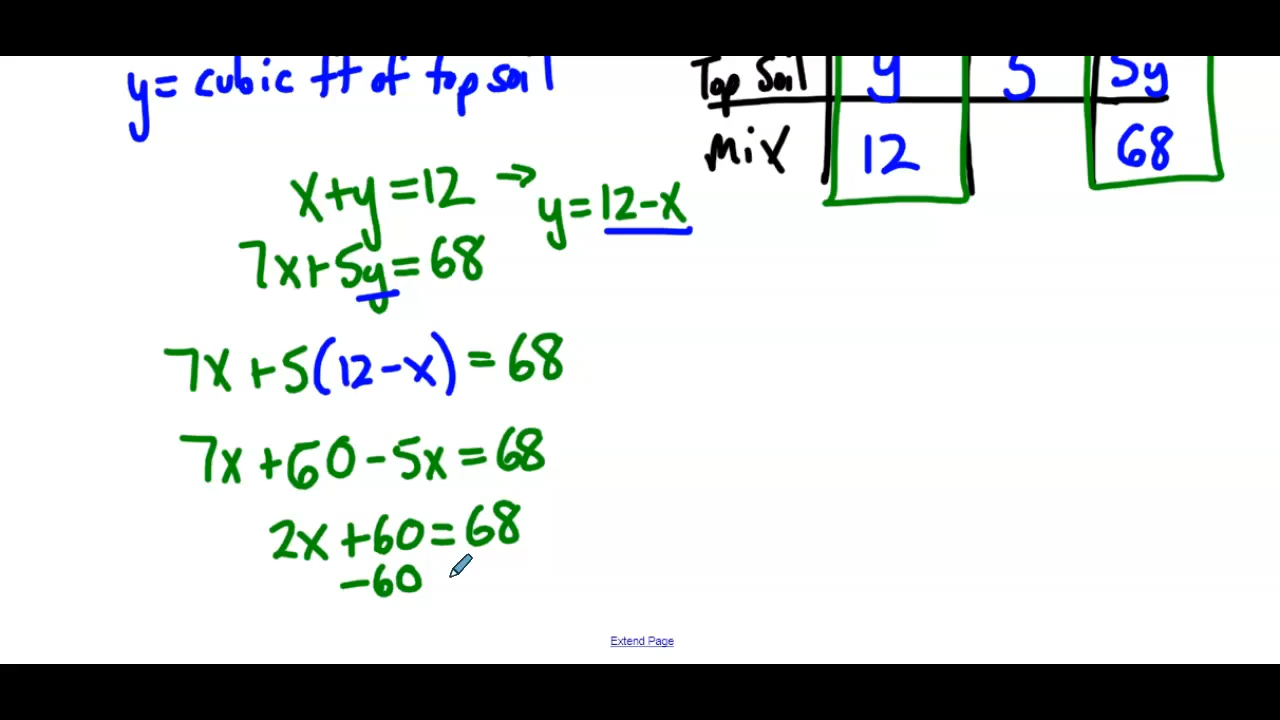 y= cubic ft of top soil
Top Soil y 5 5y
Mix 12 68
x+y=12 → y=12-x
7x+5y=68
7x+5(12-x)=68
7x+60-5x=68
2x+60=68
-60
Extend Page